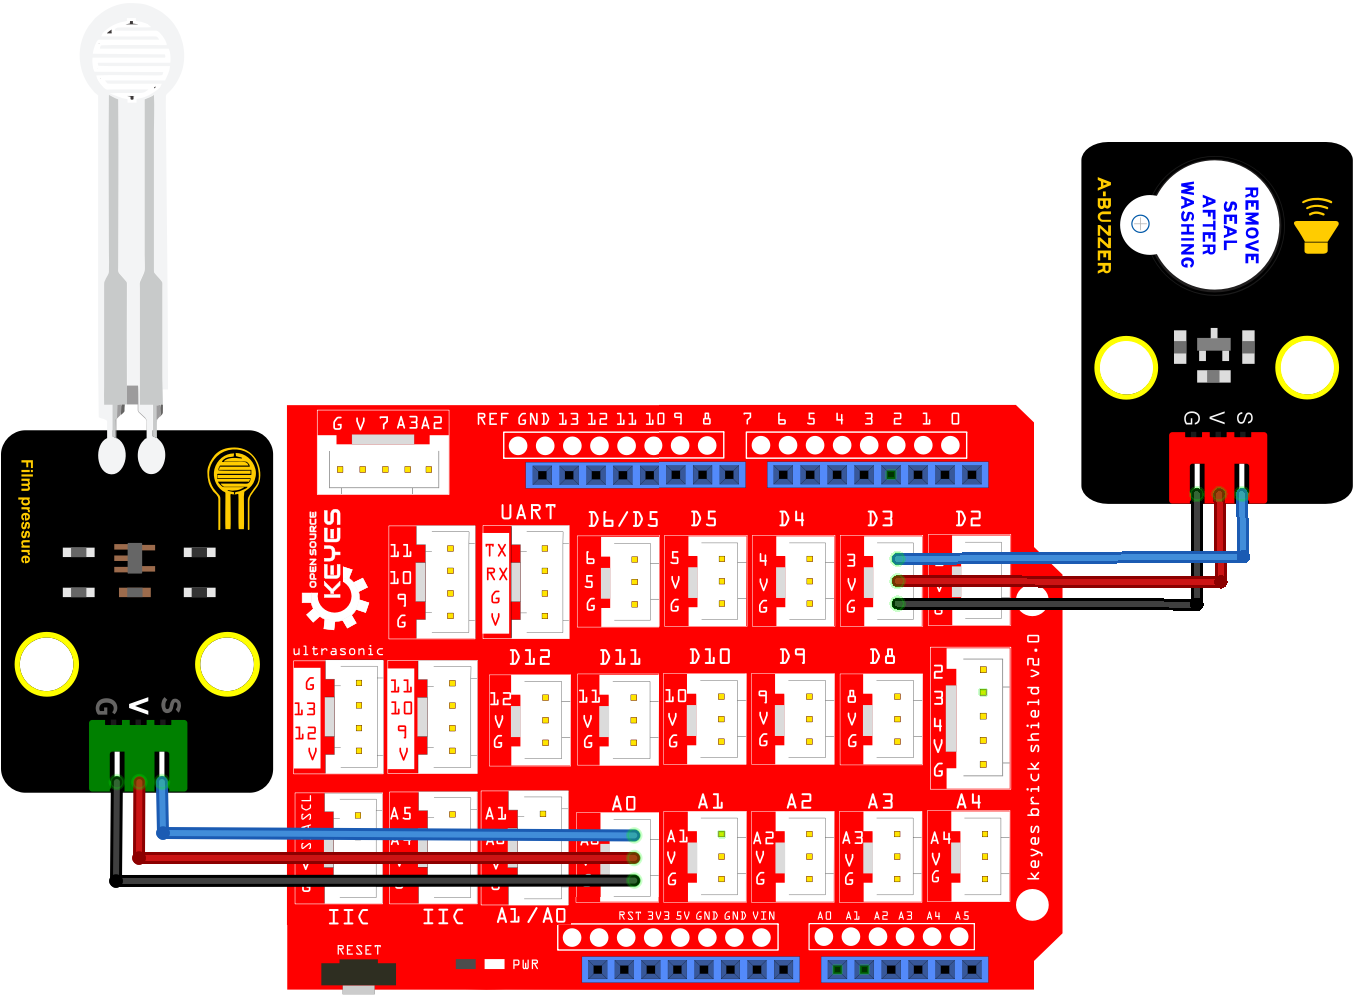 REMOVE
SEAL
AFTER
WASHING
A-BUZZER
G V S
Film pressure
G V S
G V 7 A3 A2
REF GND 13 12 11 10 9 8 7 6 5 4 3 2 1 0
OPEN SOURCE
KEYES
UART
D6/D5 D5 D4 D3 D2
11
10
9
G
TX
RX
G
V
6
5
G
5
V
G
4
V
G
3
V
G
G
ultrasonic
D12 D11 D10 D9 D8
G
13
12
V
11
10
9
V
12
V
G
11
V
G
10
V
G
9
V
G
8
V
G
2
3
4
V
G
keyes brick shield v2.0
A0 A1 A2 A3 A4
SCL
A5
A1
A1
V
G
A2
V
G
A3
V
G
A4
V
G
IIC IIC A1/A0
RST 3V3 5V GND GND VIN
A0 A1 A2 A3 A4 A5
RESET
PWR